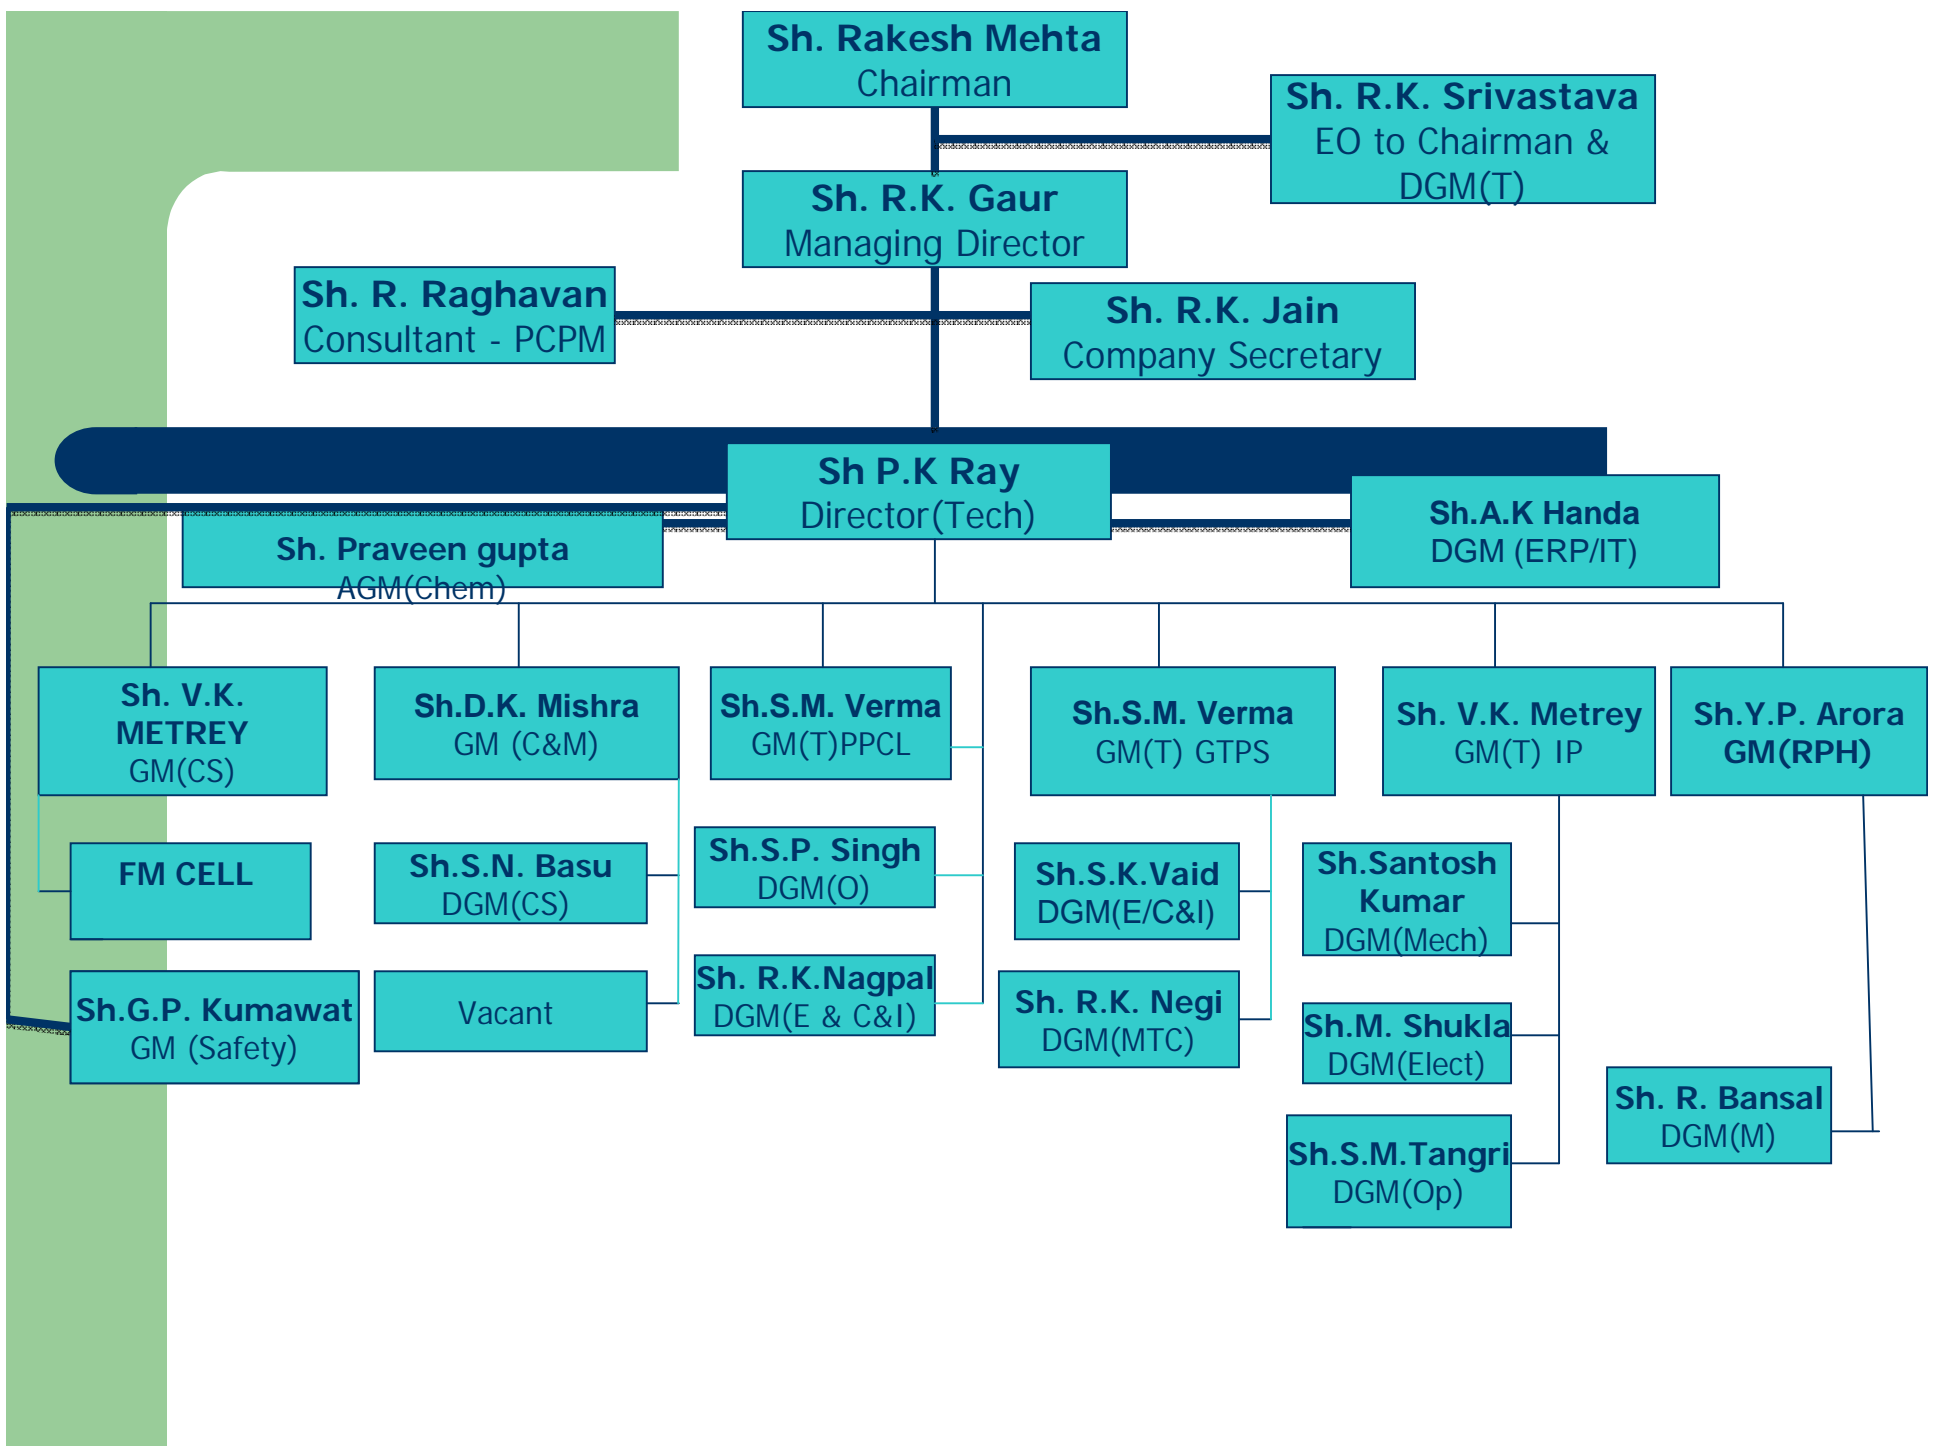 Sh. Rakesh Mehta
Chairman
Sh. R.K. Srivastava
EO to Chairman &
DGM(T)
Sh. R.K. Gaur
Managing Director
Sh. R. Raghavan
Consultant - PCPM
Sh. R.K. Jain
Company Secretary
Sh P.K Ray
Director(Tech)
Sh. Praveen gupta
AGM(Chem)
Sh.A.K Handa
DGM (ERP/IT)
Sh. V.K.
METREY
GM(CS)
Sh.D.K. Mishra
GM (C&M)
Sh.S.M. Verma
GM(T)PPCL
Sh.S.M. Verma
GM(T) GTPS
Sh. V.K. Metrey
GM(T) IP
Sh.Y.P. Arora
GM(RPH)
FM CELL
Sh.S.N. Basu
DGM(CS)
Sh.S.P. Singh
DGM(O)
Sh.S.K.Vaid
DGM(E/C&I)
Sh.Santosh
Kumar
DGM(Mech)
Sh.G.P. Kumawat
GM (Safety)
Vacant
Sh. R.K.Nagpal
DGM(E & C&I)
Sh. R.K. Negi
DGM(MTC)
Sh.M. Shukla
DGM(Elect)
Sh. R. Bansal
DGM(M)
Sh.S.M.Tangri
DGM(Op)